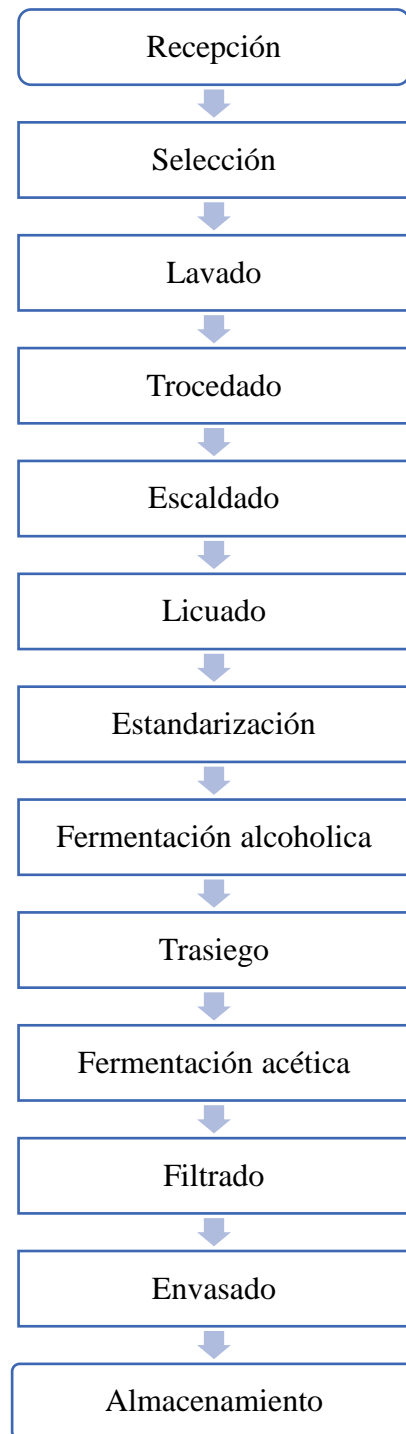 Recepción
Selección
Lavado
Trocedado
Escaldado
Licuado
Estandarización
Fermentación alcoholica
Trasiego
Fermentación acética
Filtrado
Envasado
Almacenamiento